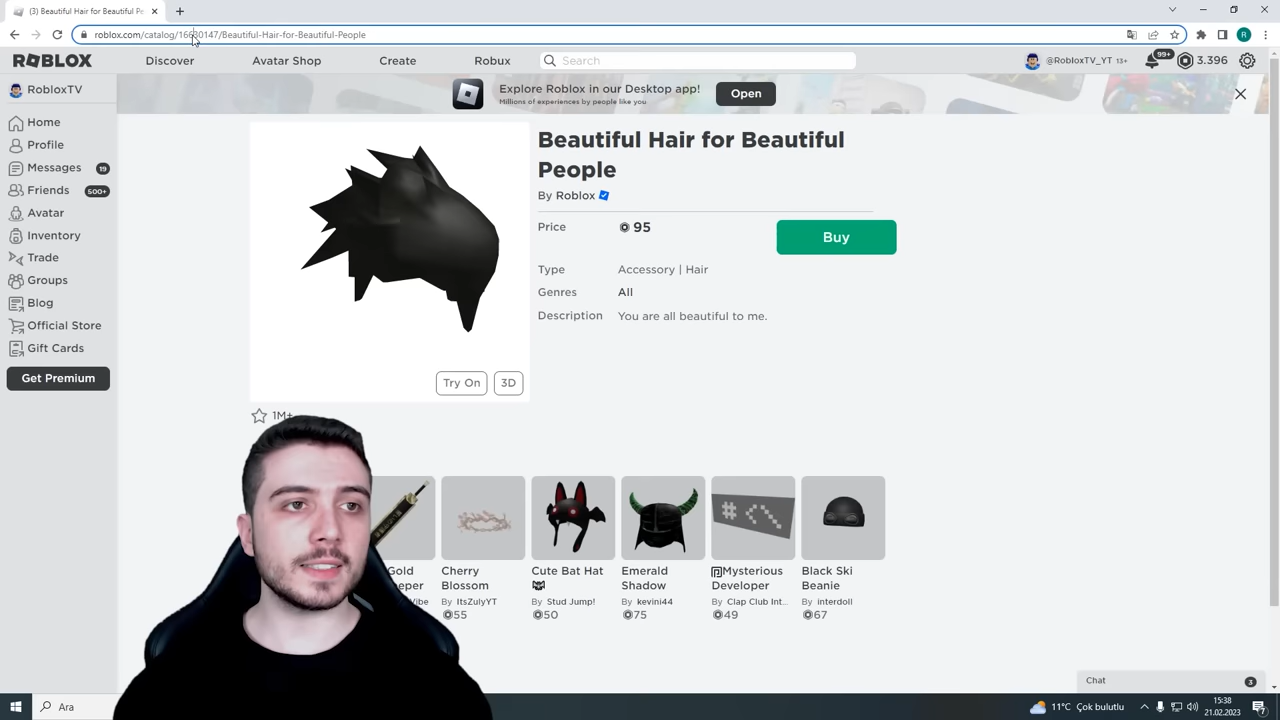 (3) Beautiful Hair for Beautiful Pe
roblox.com/catalog/16630147/Beautiful-Hair-for-Beautiful-People
R
ROBLOX
Discover
Avatar Shop
Create
Robux
Search
@RobloxTV_YT 13+
99+
3.396
RobloxTV
Explore Roblox in our Desktop app!
Millions of experiences by people like you
Open
Home
Profile
Messages 19
Friends 500+
Avatar
Inventory
Trade
Groups
Blog
Official Store
Gift Cards
Get Premium
Beautiful Hair for Beautiful
People
By Roblox
Price 95
Buy
Type Accessory | Hair
Genres All
Description You are all beautiful to me.
Try On
3D
1M+
Gold
Vibe
Cherry
Blossom
By ItsZulyYT
55
Cute Bat Hat
By Stud Jump!
50
Emerald
Shadow
By kevini44
75
Mysterious
Developer
By Clap Club Int...
49
Black Ski
Beanie
By interdoll
67
Chat 3
Ara
11°C Çok bulutlu
15:38
21.02.2023
7